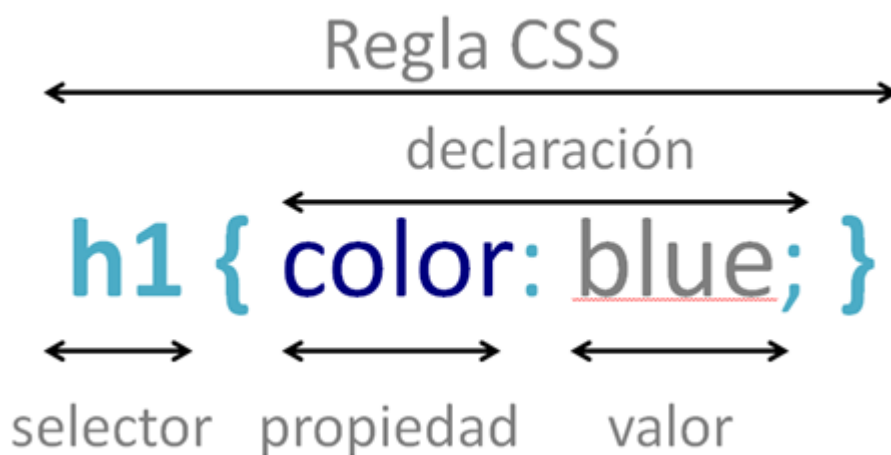 Regla CSS
declaración
h1 { color: blue; }
selector propiedad valor